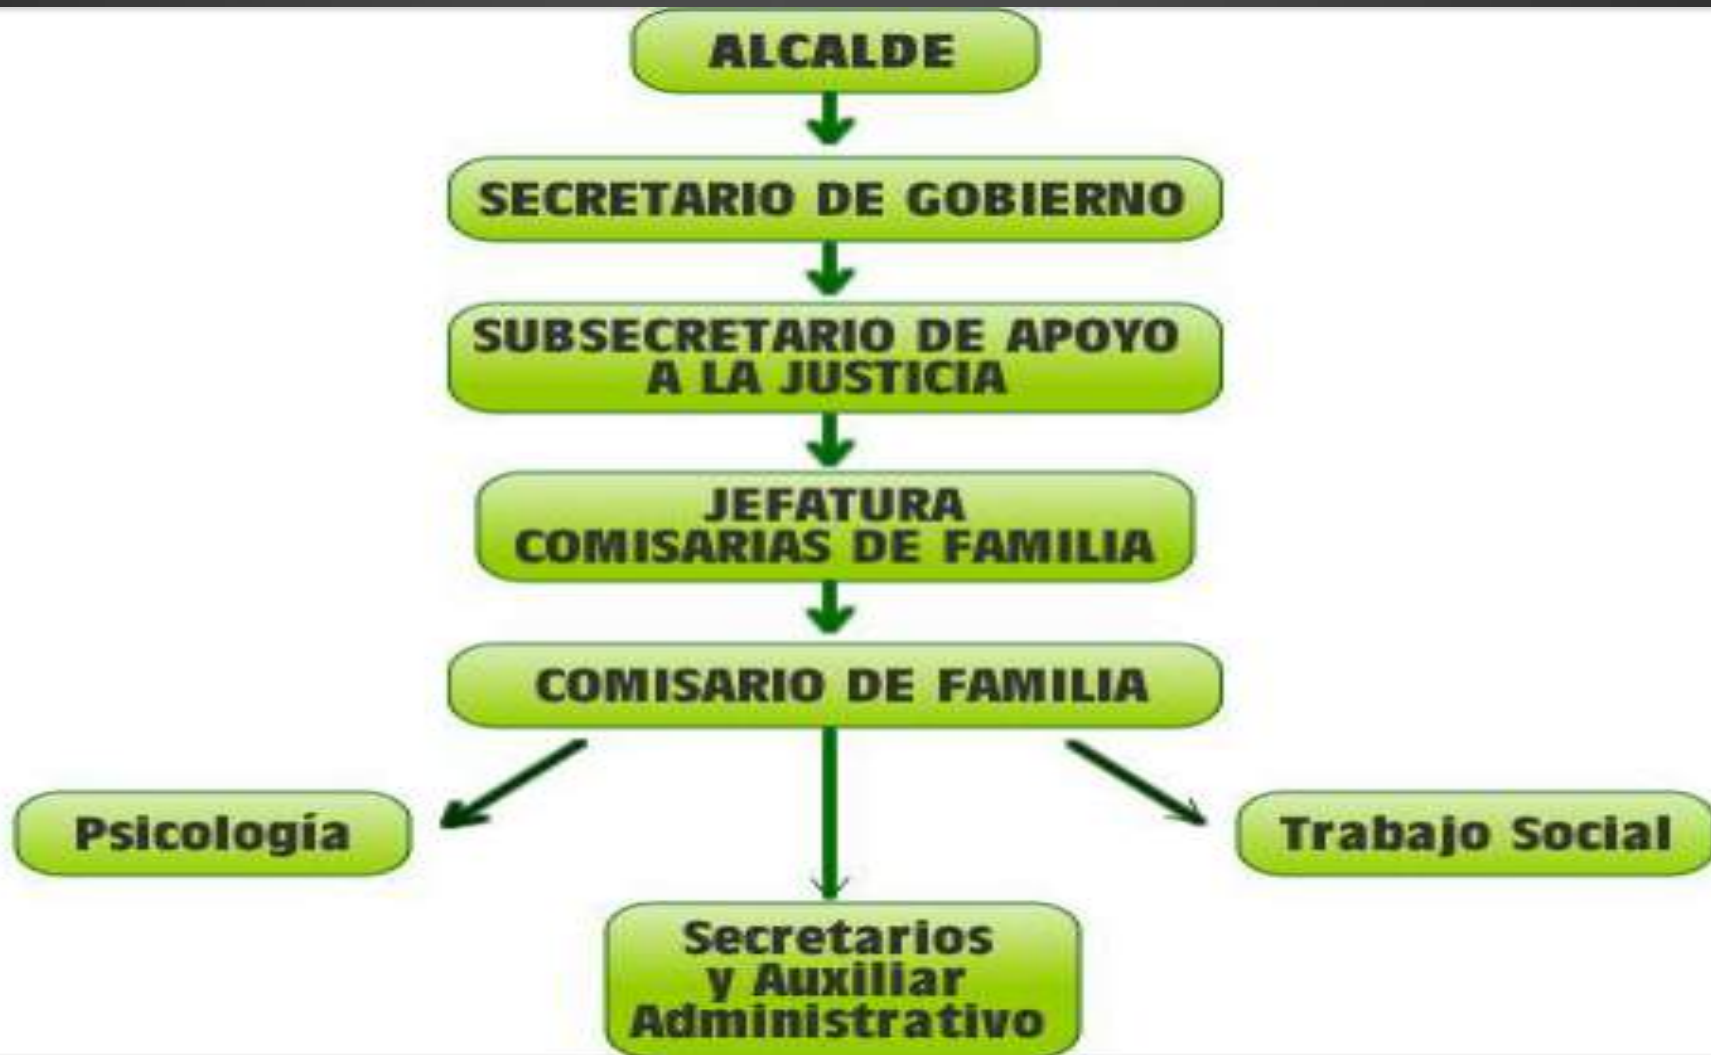 ALCALDE
SECRETARIO DE GOBIERNO
SUBSECRETARIO DE APOYO
A LA JUSTICIA
JEFATURA
COMISARIAS DE FAMILIA
COMISARIO DE FAMILIA
Psicología
Trabajo Social
Secretarios
y Auxiliar
Administrativo